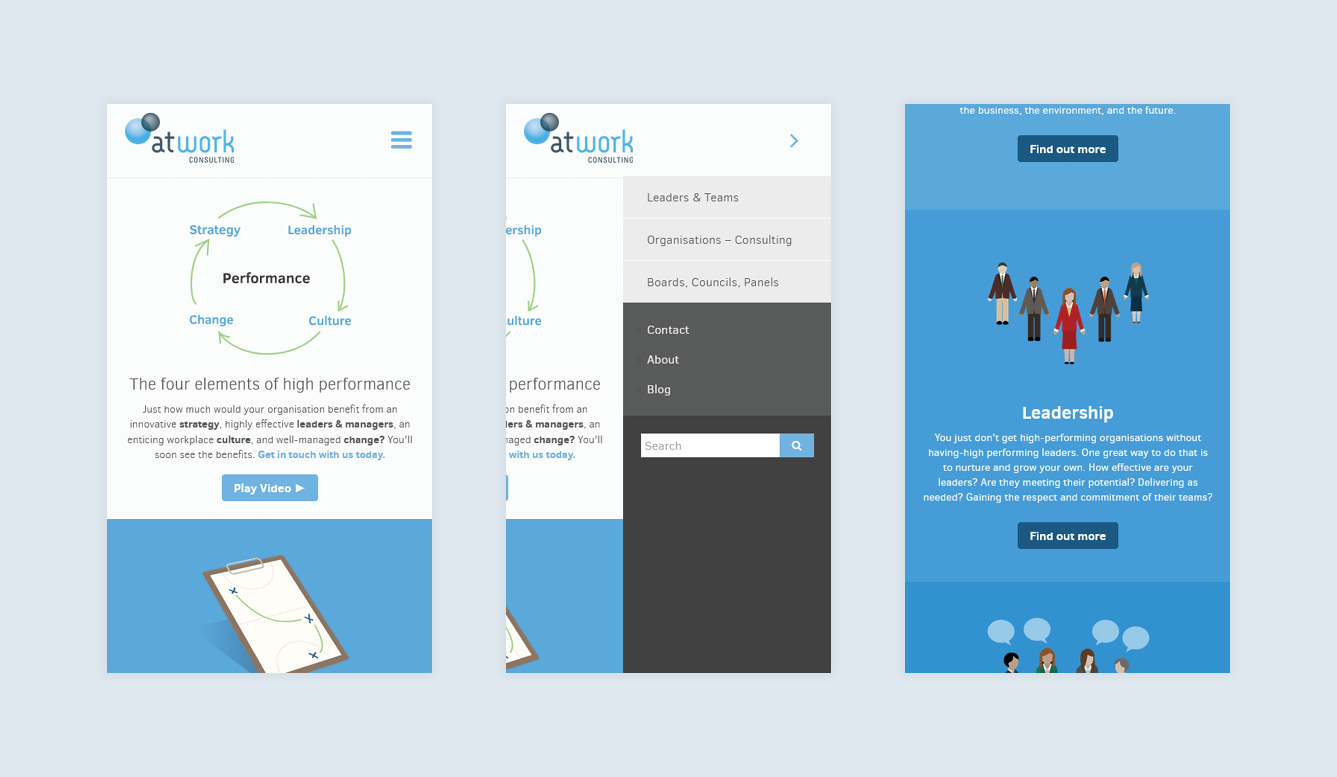 atwork
CONSULTING
Strategy
Leadership
Performance
Change
Culture
The four elements of high performance
Just how much would your organisation benefit from an
innovative strategy, highly effective leaders & managers, an
enticing workplace culture, and well-managed change? You'll
soon see the benefits. Get in touch with us today.
Play Video
atwork
CONSULTING
ership
ulture
performance
on benefit from an
ders & managers, an
naged change? You'll
with us today.
Leaders & Teams
Organisations – Consulting
Boards, Councils, Panels
Contact
About
Blog
Search
the business, the environment, and the future.
Find out more
Leadership
You just don't get high-performing organisations without
having-high performing leaders. One great way to do that is
to nurture and grow your own. How effective are your
leaders? Are they meeting their potential? Delivering as
needed? Gaining the respect and commitment of their teams?
Find out more